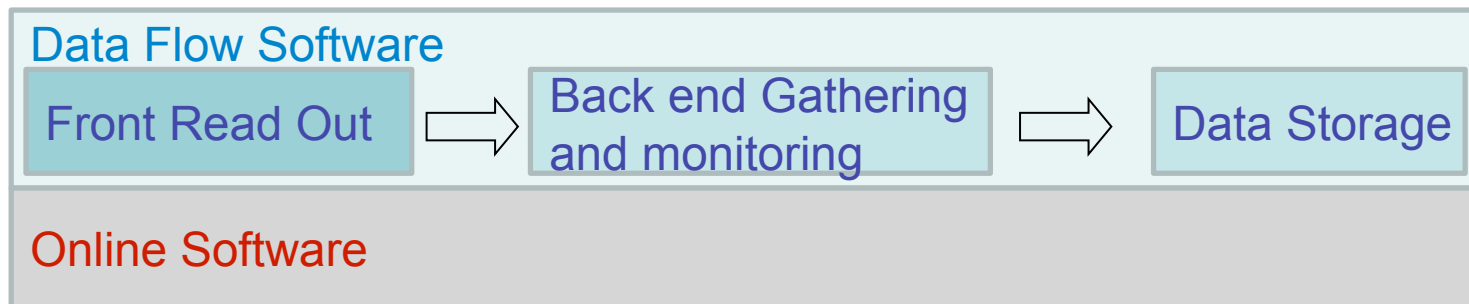 Data Flow Software
Front Read Out
Back end Gathering
and monitoring
Data Storage
Online Software